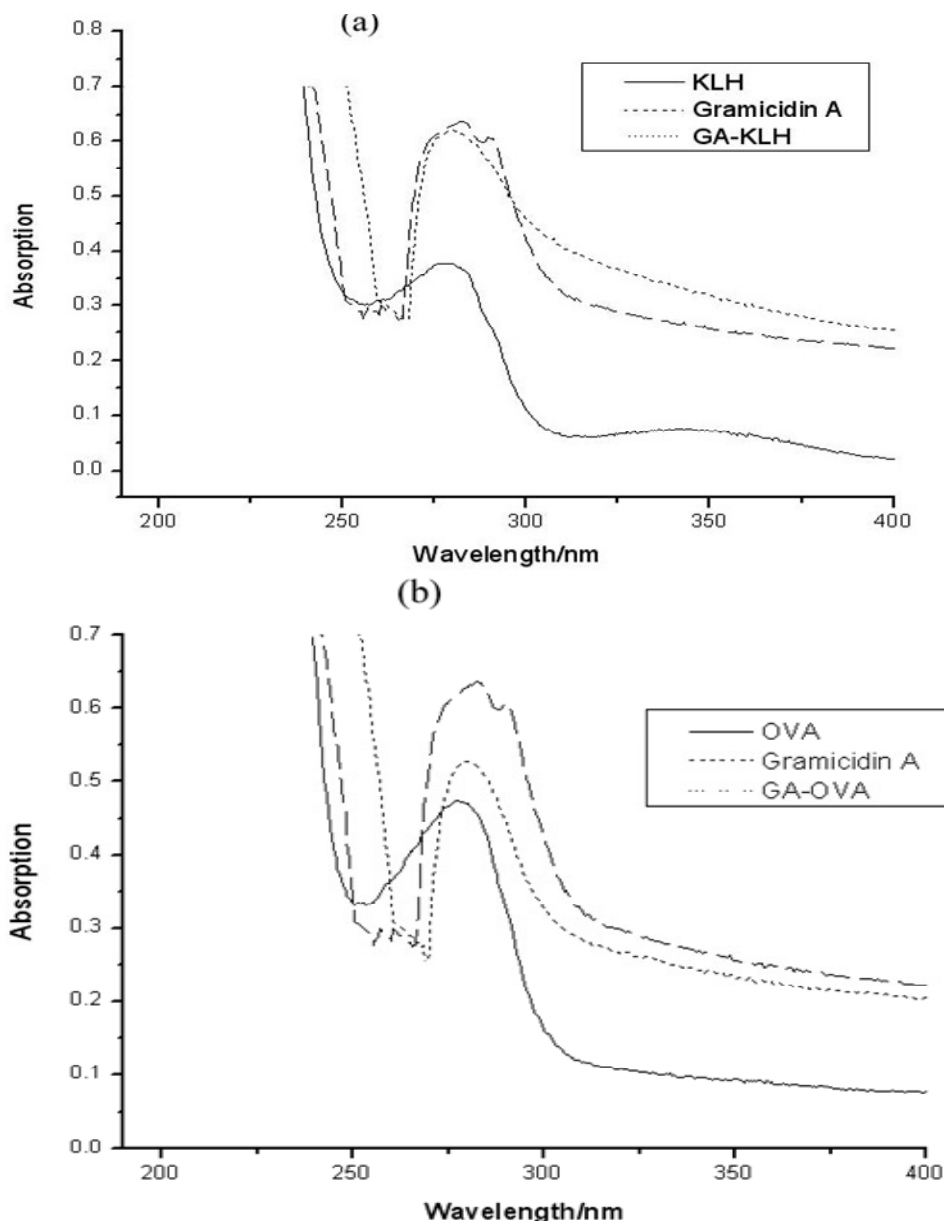 (a)
0.8
0.7
0.6
0.5
0.4
0.3
0.2
0.1
0.0
Absorption
KLH
Gramicidin A
GA-KLH
200 250 300 350 400
Wavelength/nm
(b)
0.7
0.6
0.5
0.4
0.3
0.2
0.1
0.0
Absorption
OVA
Gramicidin A
GA-OVA
200 250 300 350 400
Wavelength/nm